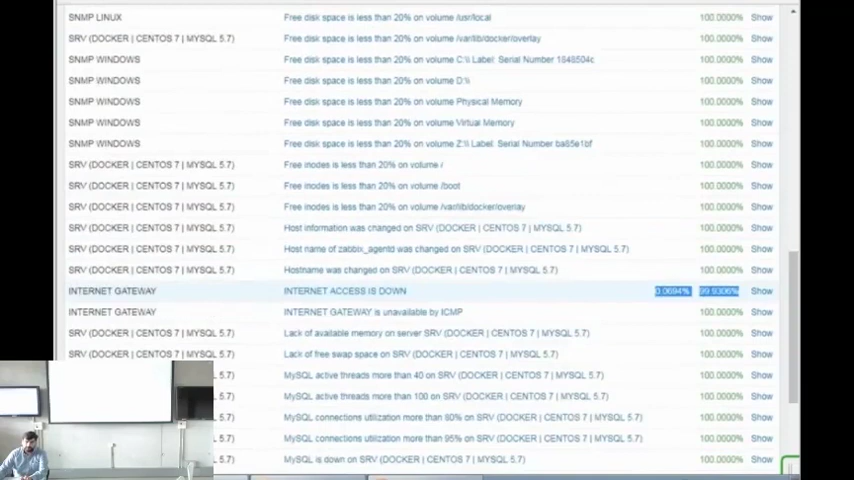 SNMP LINUX Free disk space is less than 20% on volume /usr/local 100.0000% Show
SRV (DOCKER | CENTOS 7 | MYSQL 5.7) Free disk space is less than 20% on volume /var/lib/docker/overlay 100.0000% Show
SNMP WINDOWS Free disk space is less than 20% on volume C:\\ Label: Serial Number 1848504c 100.0000% Show
SNMP WINDOWS Free disk space is less than 20% on volume D:\\ 100.0000% Show
SNMP WINDOWS Free disk space is less than 20% on volume Physical Memory 100.0000% Show
SNMP WINDOWS Free disk space is less than 20% on volume Virtual Memory 100.0000% Show
SNMP WINDOWS Free disk space is less than 20% on volume Z:\\ Label: Serial Number ba85e1bf 100.0000% Show
SRV (DOCKER | CENTOS 7 | MYSQL 5.7) Free inodes is less than 20% on volume / 100.0000% Show
SRV (DOCKER | CENTOS 7 | MYSQL 5.7) Free inodes is less than 20% on volume /boot 100.0000% Show
SRV (DOCKER | CENTOS 7 | MYSQL 5.7) Free inodes is less than 20% on volume /var/lib/docker/overlay 100.0000% Show
SRV (DOCKER | CENTOS 7 | MYSQL 5.7) Host information was changed on SRV (DOCKER | CENTOS 7 | MYSQL 5.7) 100.0000% Show
SRV (DOCKER | CENTOS 7 | MYSQL 5.7) Host name of zabbix_agentd was changed on SRV (DOCKER | CENTOS 7 | MYSQL 5.7) 100.0000% Show
SRV (DOCKER | CENTOS 7 | MYSQL 5.7) Hostname was changed on SRV (DOCKER | CENTOS 7 | MYSQL 5.7) 100.0000% Show
INTERNET GATEWAY INTERNET ACCESS IS DOWN 0.0694% 99.9306% Show
INTERNET GATEWAY INTERNET GATEWAY is unavailable by ICMP 100.0000% Show
SRV (DOCKER | CENTOS 7 | MYSQL 5.7) Lack of available memory on server SRV (DOCKER | CENTOS 7 | MYSQL 5.7) 100.0000% Show
SRV (DOCKER | CENTOS 7 | MYSQL 5.7) Lack of free swap space on SRV (DOCKER | CENTOS 7 | MYSQL 5.7) 100.0000% Show
5.7) MySQL active threads more than 40 on SRV (DOCKER | CENTOS 7 | MYSQL 5.7) 100.0000% Show
5.7) MySQL active threads more than 100 on SRV (DOCKER | CENTOS 7 | MYSQL 5.7) 100.0000% Show
5.7) MySQL connections utilization more than 80% on SRV (DOCKER | CENTOS 7 | MYSQL 5.7) 100.0000% Show
5.7) MySQL connections utilization more than 95% on SRV (DOCKER | CENTOS 7 | MYSQL 5.7) 100.0000% Show
5.7) MySQL is down on SRV (DOCKER | CENTOS 7 | MYSQL 5.7) 100.0000% Show